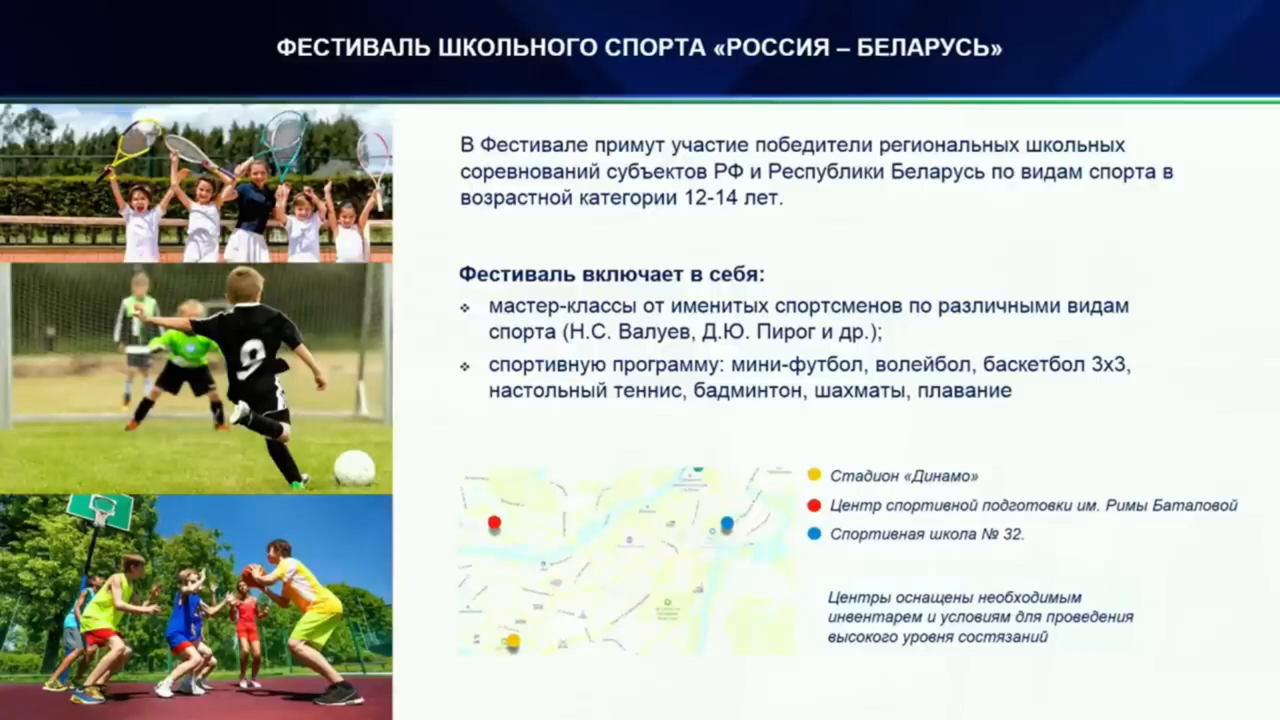 ФЕСТИВАЛЬ ШКОЛЬНОГО СПОРТА «РОССИЯ – БЕЛАРУСЬ»
В Фестивале примут участие победители региональных школьных
соревнований субъектов РФ и Республики Беларусь по видам спорта в
возрастной категории 12-14 лет.
Фестиваль включает в себя:
мастер-классы от именитых спортсменов по различными видам
спорта (Н.С. Валуев, Д.Ю. Пирог и др.);
спортивную программу: мини-футбол, волейбол, баскетбол 3х3,
настольный теннис, бадминтон, шахматы, плавание
9
Стадион «Динамо»
Центр спортивной подготовки им. Римы Баталовой
Спортивная школа № 32.
Центры оснащены необходимым
инвентарем и условиям для проведения
высокого уровня состязаний